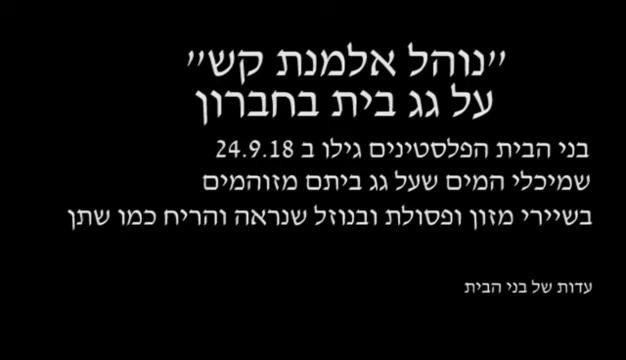 ״נוהל אלמנת קש״
על גג בית בחברון
בני הבית הפלסטינים גילו ב 24.9.18
שמיכלי המים שעל גג ביתם מזוהמים
בשיירי מזון ופסולת ובנוזל שנראה והריח כמו שתן
עדות של בני הבית